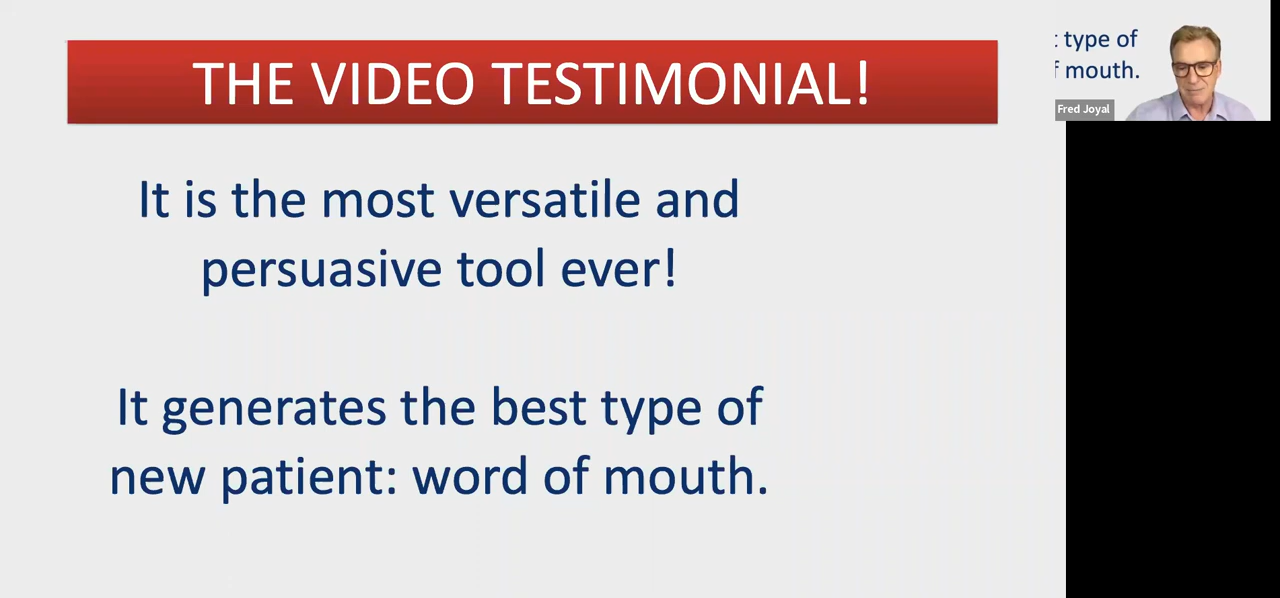 THE VIDEO TESTIMONIAL!
It is the most versatile and
persuasive tool ever!
It generates the best type of
new patient: word of mouth.
type of
mouth.
Fred Joyal